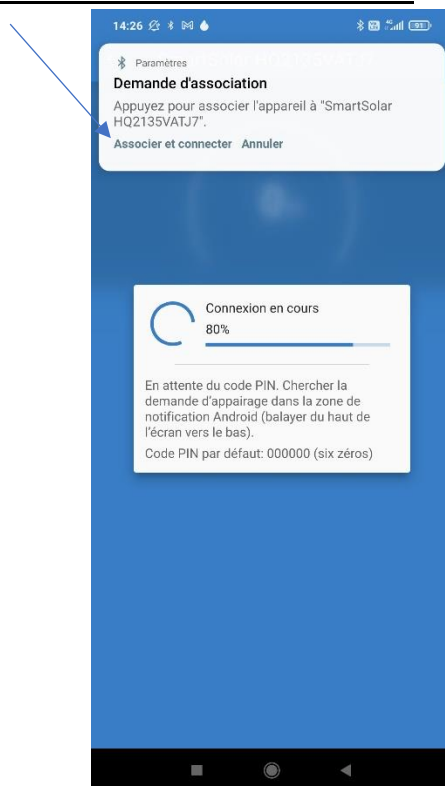 14:26
4G
91
Paramètres
Demande d'association
Appuyez pour associer l'appareil à "SmartSolar
HQ2135VATJ7".
Associer et connecter Annuler
Connexion en cours
80%
En attente du code PIN. Chercher la
demande d'appairage dans la zone de
notification Android (balayer du haut de
l'écran vers le bas).
Code PIN par défaut: 000000 (six zéros)